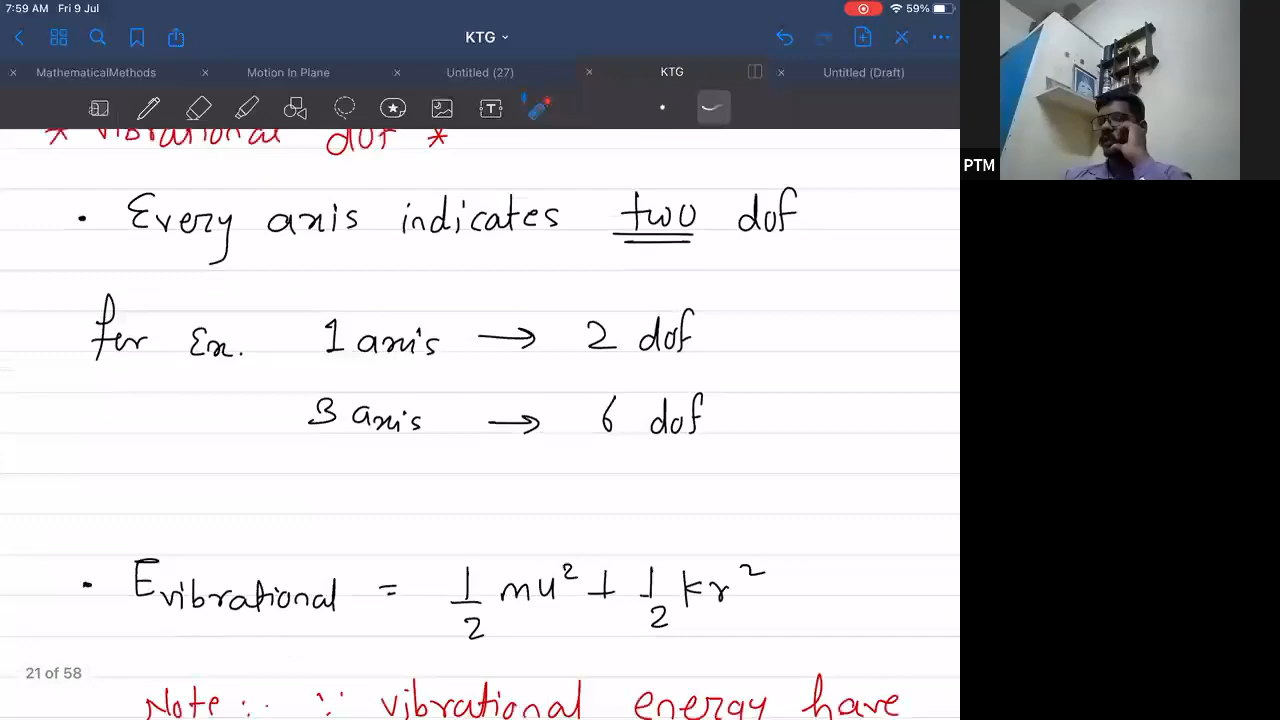 7:59 AM Fri 9 Jul
59%
KTG
MathematicalMethods
Motion In Plane
Untitled (27)
KTG
Untitled (Draft)
* Vibrational dof *
PTM
· Every axis indicates two dof
for Ex. 1 axis → 2 dof
3 axis → 6 dof
· Evibrational = 1/2 mu² + 1/2 kr²
21 of 58
Note :. ∵ vibrational energy have